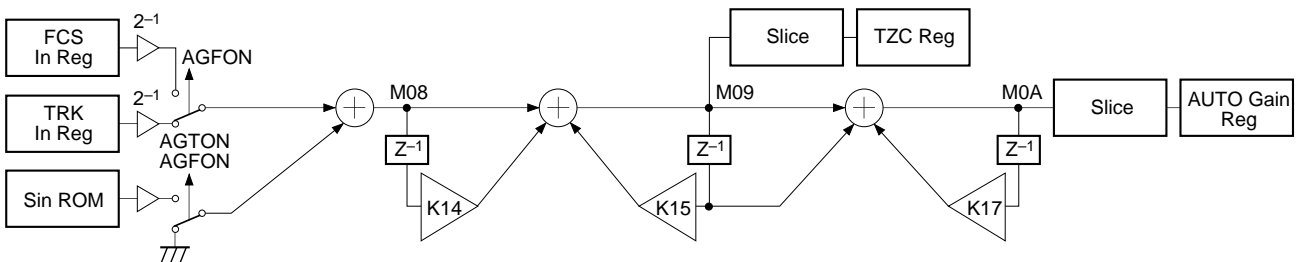 FCS
In Reg
2⁻¹
AGFON
TRK
In Reg
2⁻¹
AGTON
AGFON
Sin ROM
M08
Z⁻¹
K14
Slice
TZC Reg
M09
Z⁻¹
K15
M0A
Z⁻¹
K17
Slice
AUTO Gain
Reg